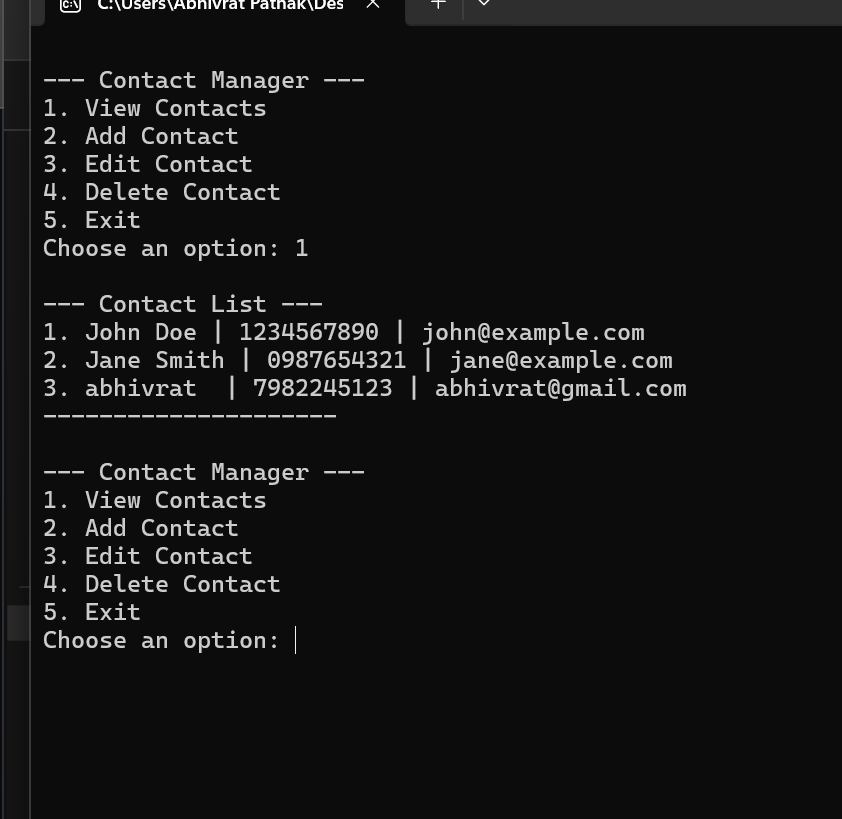 C:\Users\Abhivrat Pathak\Des
--- Contact Manager ---
1. View Contacts
2. Add Contact
3. Edit Contact
4. Delete Contact
5. Exit
Choose an option: 1
--- Contact List ---
1. John Doe | 1234567890 | john@example.com
2. Jane Smith | 0987654321 | jane@example.com
3. abhivrat  | 7982245123 | abhivrat@gmail.com
---------------------
--- Contact Manager ---
1. View Contacts
2. Add Contact
3. Edit Contact
4. Delete Contact
5. Exit
Choose an option: